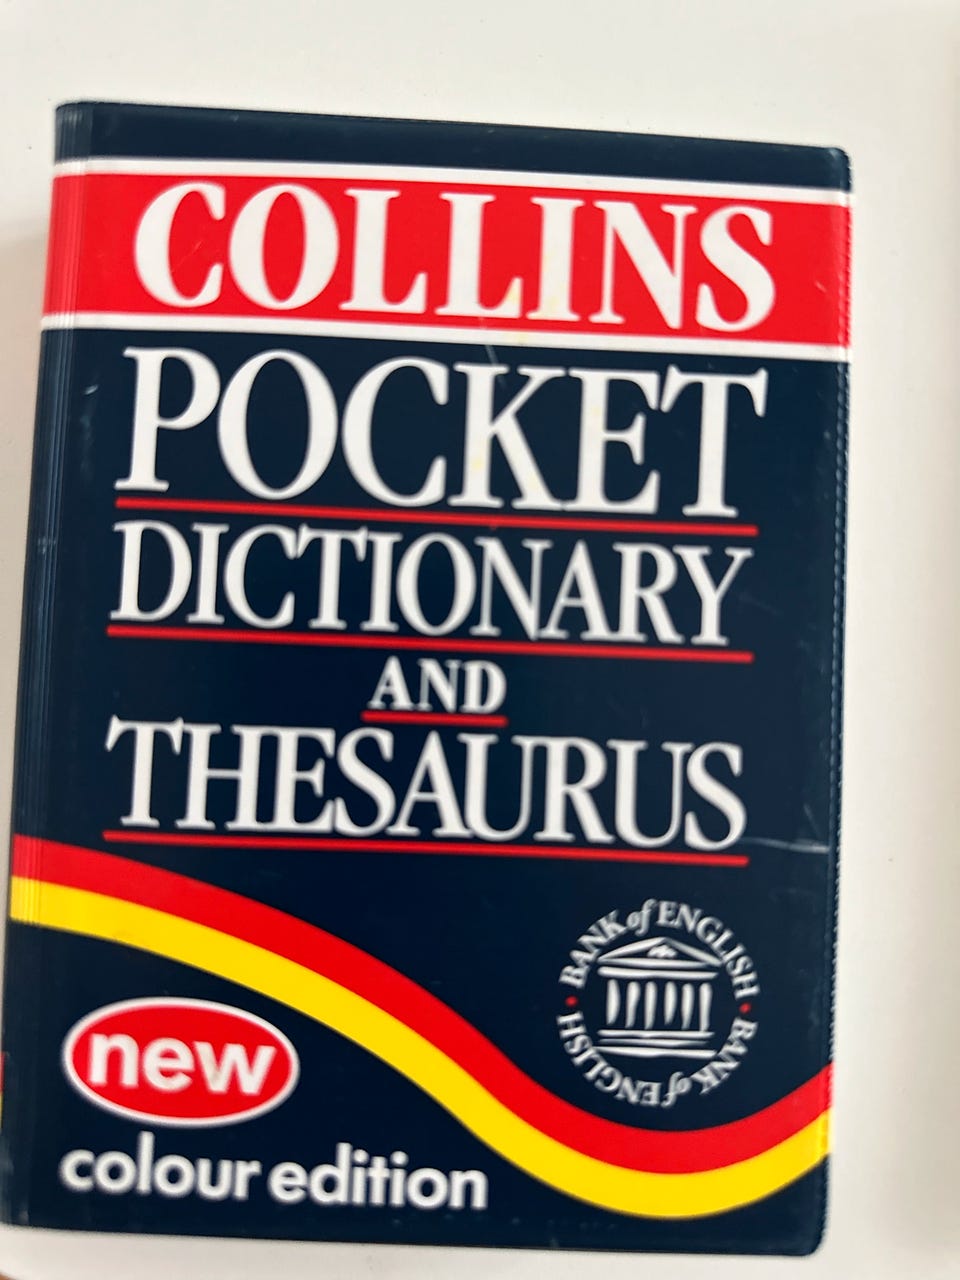 COLLINS
POCKET
DICTIONARY
AND
THESAURUS
BANK of ENGLISH • BANK of ENGLISH •
new
colour edition